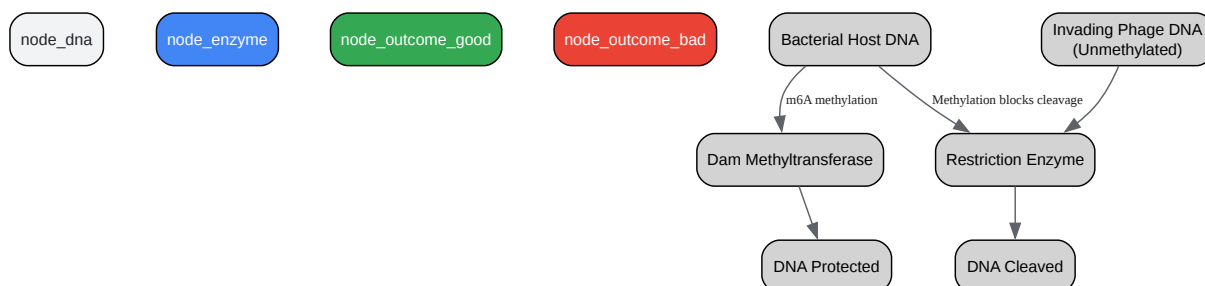 node_dna
node_enzyme
node_outcome_good
node_outcome_bad
Bacterial Host DNA
Invading Phage DNA
(Unmethylated)
m6A methylation
Methylation blocks cleavage
Dam Methyltransferase
Restriction Enzyme
DNA Protected
DNA Cleaved